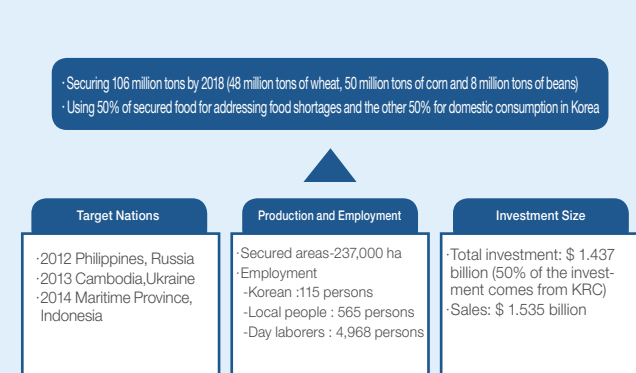 · Securing 106 million tons by 2018 (48 million tons of wheat, 50 million tons of corn and 8 million tons of beans)
· Using 50% of secured food for addressing food shortages and the other 50% for domestic consumption in Korea
Target Nations
·2012 Philippines, Russia
·2013 Cambodia,Ukraine
·2014 Maritime Province,
Indonesia
Production and Employment
·Secured areas-237,000 ha
·Employment
-Korean :115 persons
-Local people : 565 persons
-Day laborers : 4,968 persons
Investment Size
·Total investment: $ 1.437
billion (50% of the invest-
ment comes from KRC)
·Sales: $ 1.535 billion